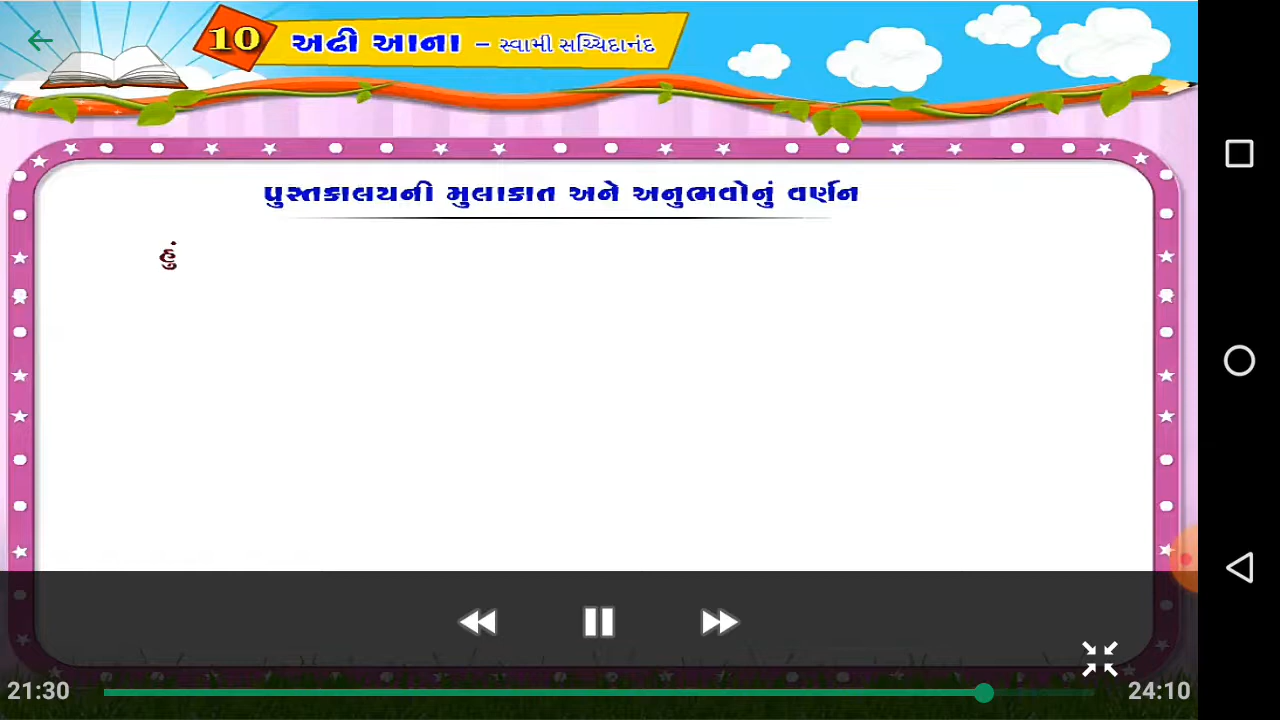 10 અઢી આના – સ્વામી સચ્ચિદાનંદ
પુસ્તકાલયની મુલાકાત અને અનુભવોનું વર્ણન
હું
21:30
24:10